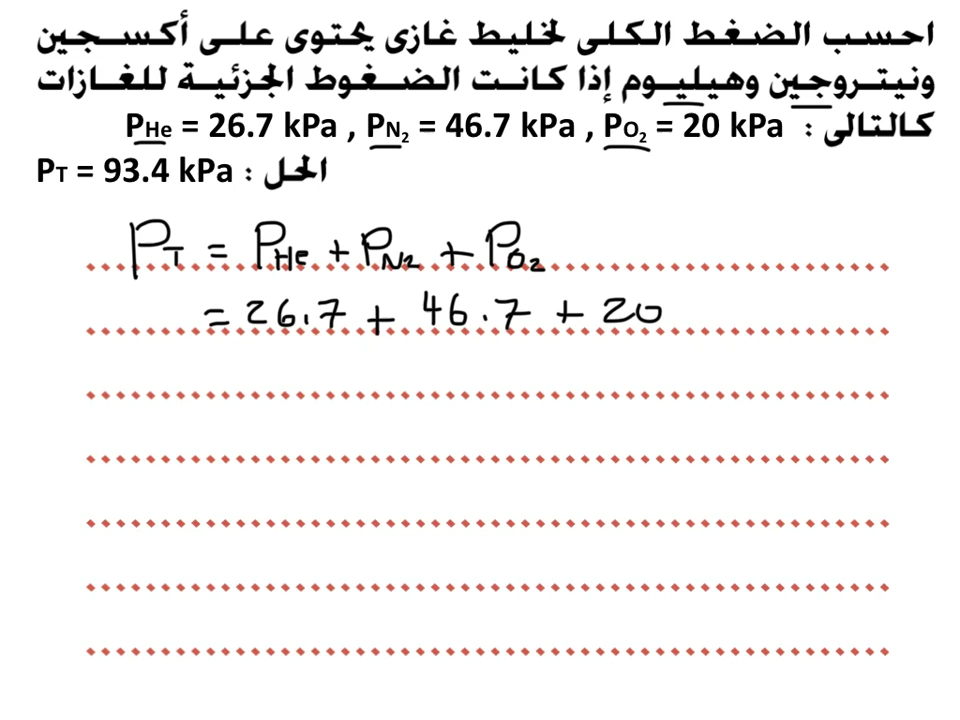 احسب الضغط الكلى لخليط غازى يحتوى على أكسجين
ونيتروجين وهيليوم إذا كانت الضغوط الجزئية للغازات
كالتالى : PHe = 26.7 kPa , PN₂ = 46.7 kPa , PO₂ = 20 kPa
الحل : PT = 93.4 kPa
PT = PHe + PN2 + PO2
= 26.7 + 46.7 + 20